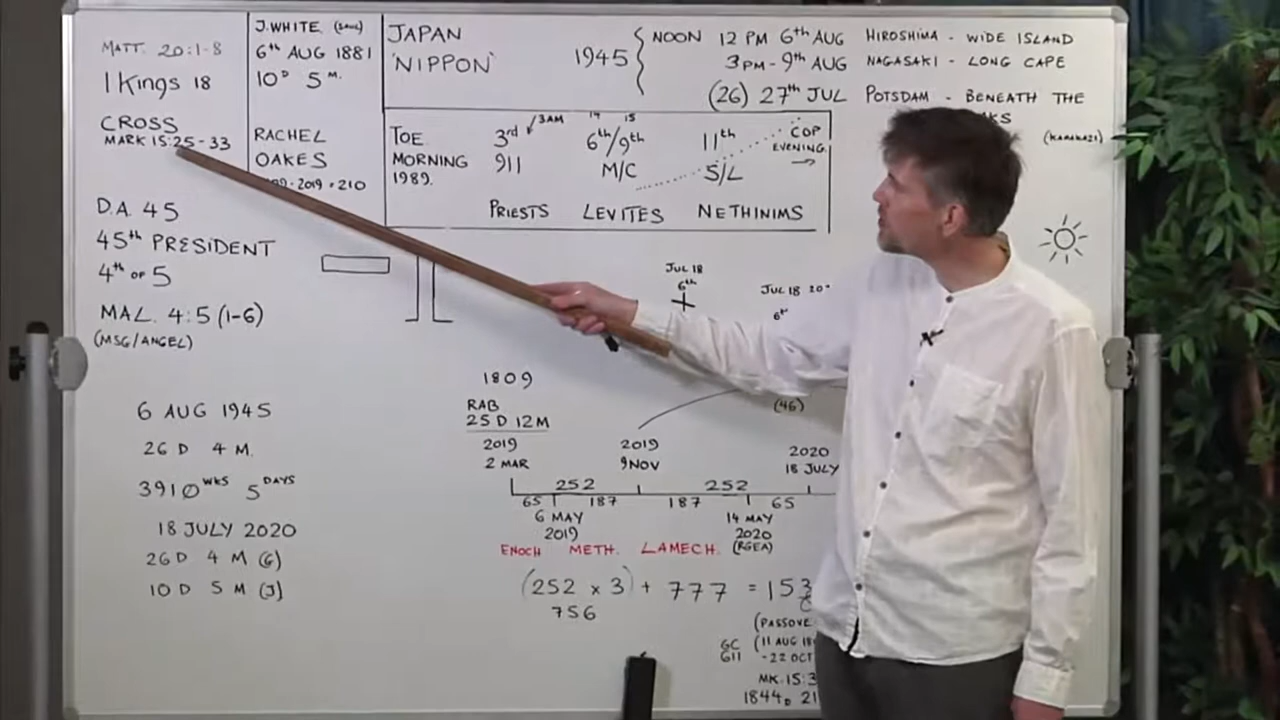 MATT. 20:1-8
1 Kings 18
CROSS
MARK 15:25-33
D.A. 45
45th PRESIDENT
4th OF 5
MAL. 4:5 (1-6)
(MSG/ANGEL)
6 AUG 1945
26 D 4 M.
3910 WKS 5 DAYS
18 JULY 2020
26D 4 M (G)
10 D 5 M (J)
J. WHITE
6th AUG 1881
10 D 5 M.
RACHEL
OAKES
2019 = 210
JAPAN
'NIPPON'
1945
NOON 12 PM 6th AUG HIROSHIMA - WIDE ISLAND
3PM - 9th AUG NAGASAKI - LONG CAPE
(26) 27th JUL POTSDAM - BENEATH THE
(KAMAKAZI)
TOE
MORNING
1989.
3rd
3AM
911
PRIESTS
14 15
6th/9th
M/C
LEVITES
11th
S/L
NETHINIMS
COP
EVENING
JUL 18
6th
JUL 18 20
6th
1809
RAB
25 D 12 M
2019
2 MAR
2019
9 NOV
(46)
2020
18 JULY
252 252
65 187 187 65
6 MAY
2019
14 MAY
2020
(RGEA)
ENOCH METH. LAMECH.
(252 x 3) + 777 = 153
756
(PASSOVE
GC
611
(11 AUG 18
-22 OCT
MK. 15:3
1844 D 21